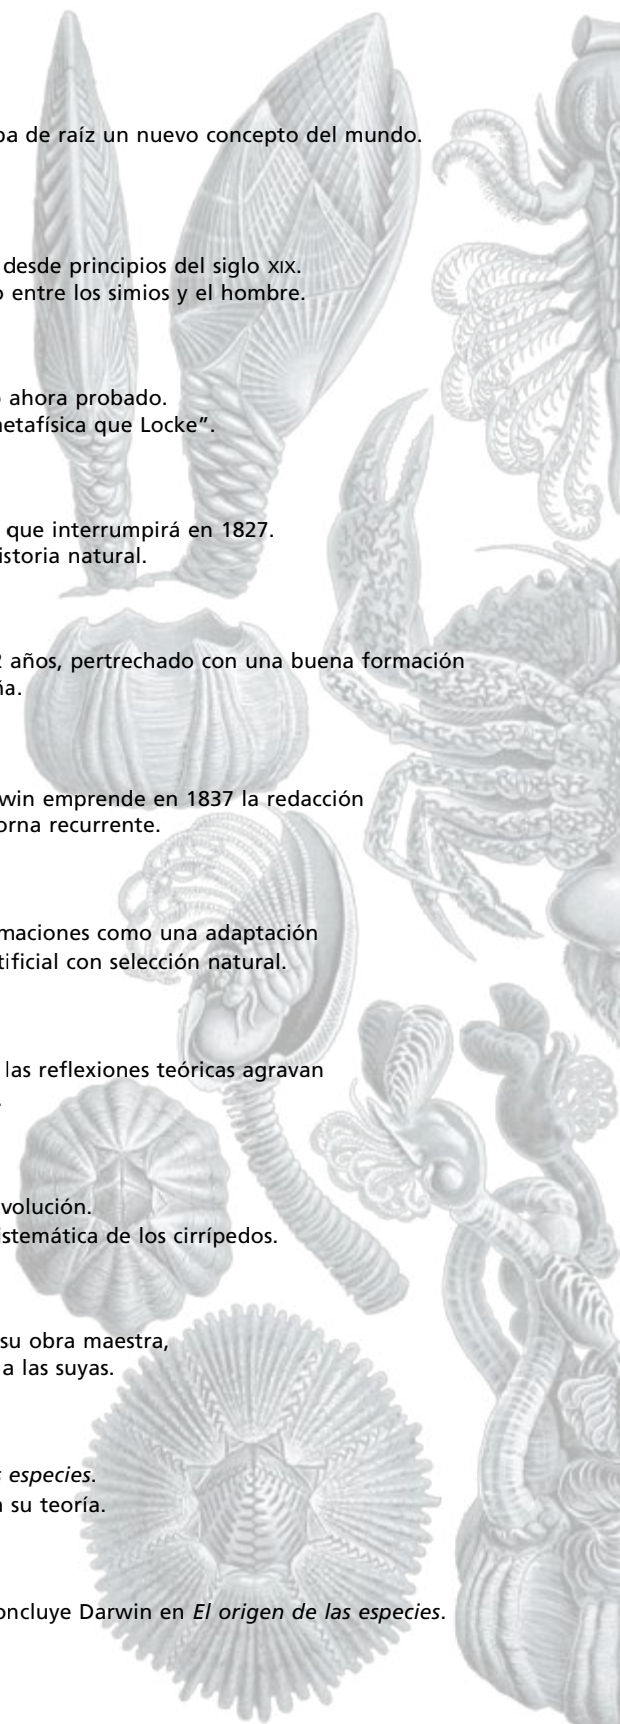 ba de raíz un nuevo concepto del mundo.
desde principios del siglo XIX.
o entre los simios y el hombre.
o ahora probado.
metafísica que Locke”.
que interrumpirá en 1827.
istoria natural.
2 años, pertrechado con una buena formación
ña.
win emprende en 1837 la redacción
orna recurrente.
maciones como una adaptación
tificial con selección natural.
las reflexiones teóricas agravan
.
volución.
istemática de los cirrípedos.
su obra maestra,
a las suyas.
s especies.
n su teoría.
oncluye Darwin en El origen de las especies.